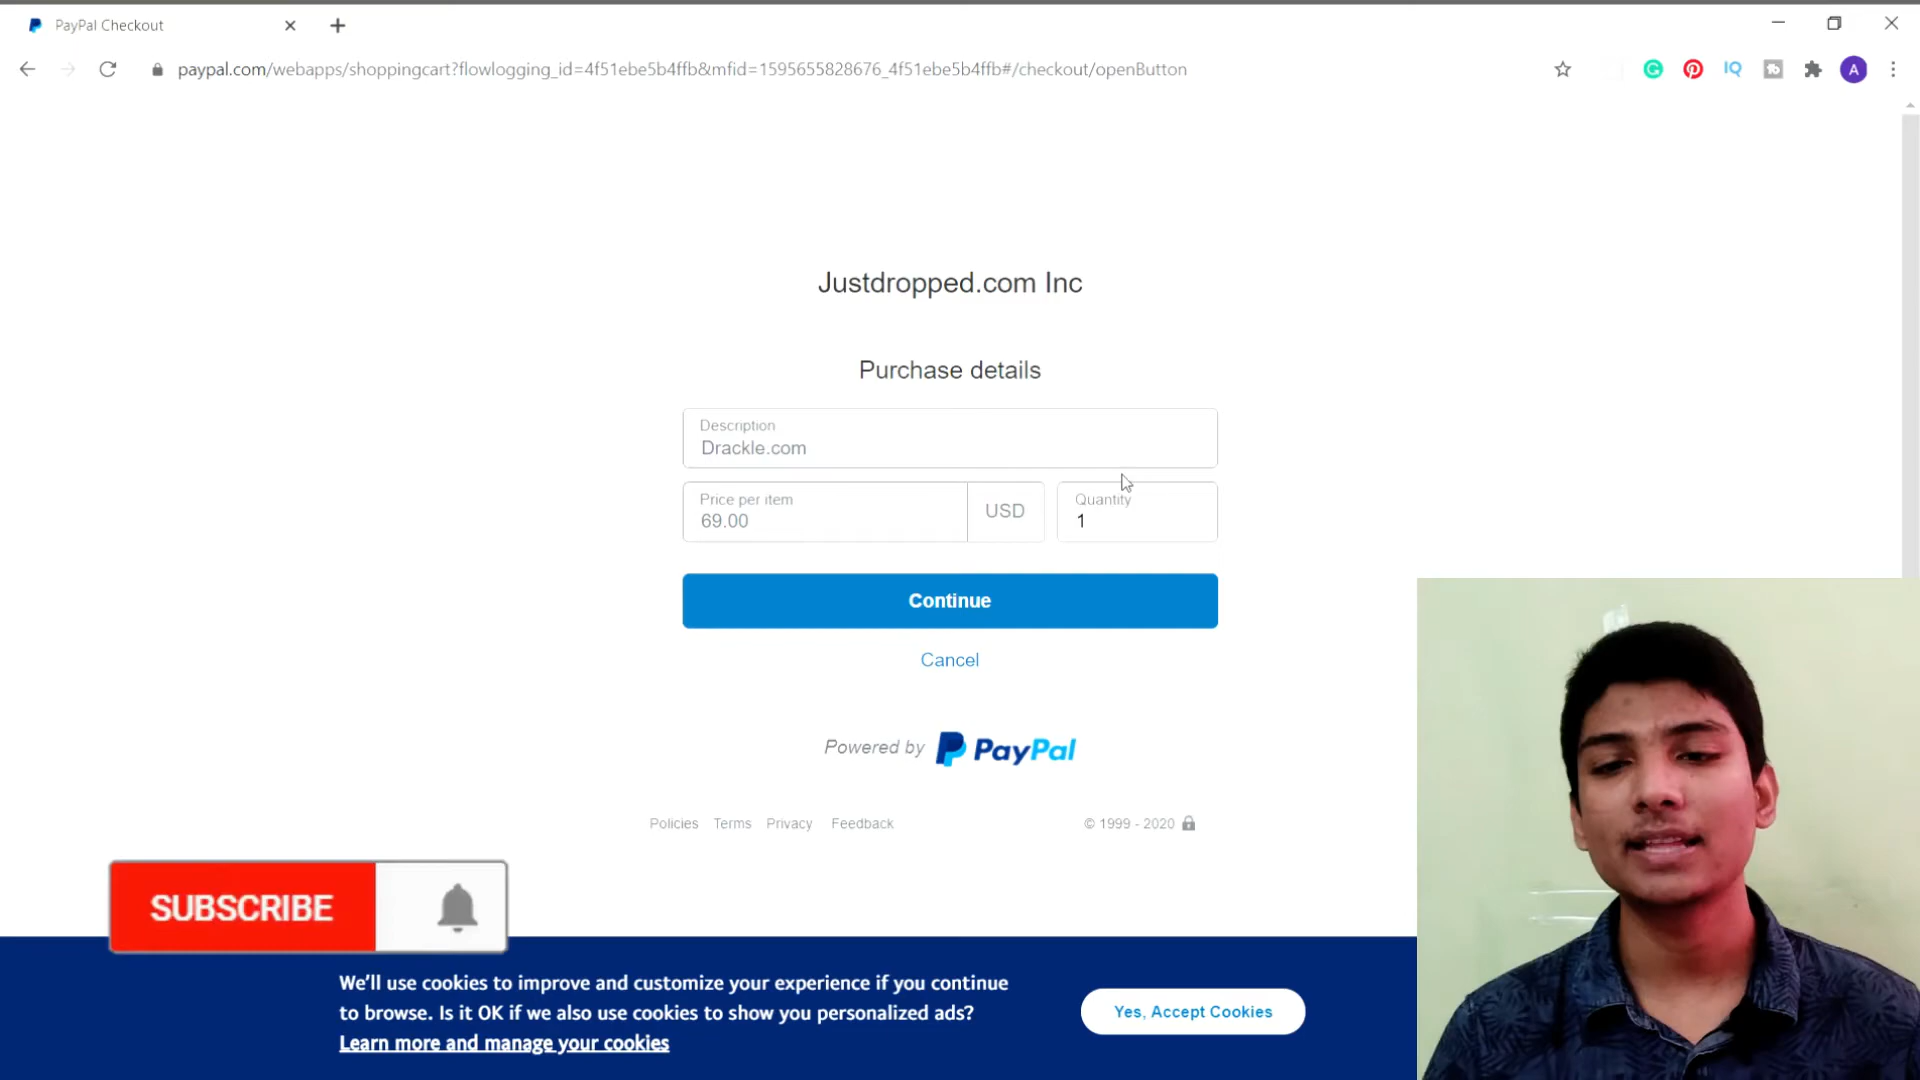 PayPal Checkout
paypal.com/webapps/shoppingcart?flowlogging_id=4f51ebe5b4ffb&mfid=1595655828676_4f51ebe5b4ffb#/checkout/openButton
IQ
A
Justdropped.com Inc
Purchase details
Description
Drackle.com
Price per item
69.00
USD
Quantity
1
Continue
Cancel
Powered by PayPal
Policies Terms Privacy Feedback © 1999 - 2020
SUBSCRIBE
We'll use cookies to improve and customize your experience if you continue
to browse. Is it OK if we also use cookies to show you personalized ads?
Learn more and manage your cookies
Yes, Accept Cookies